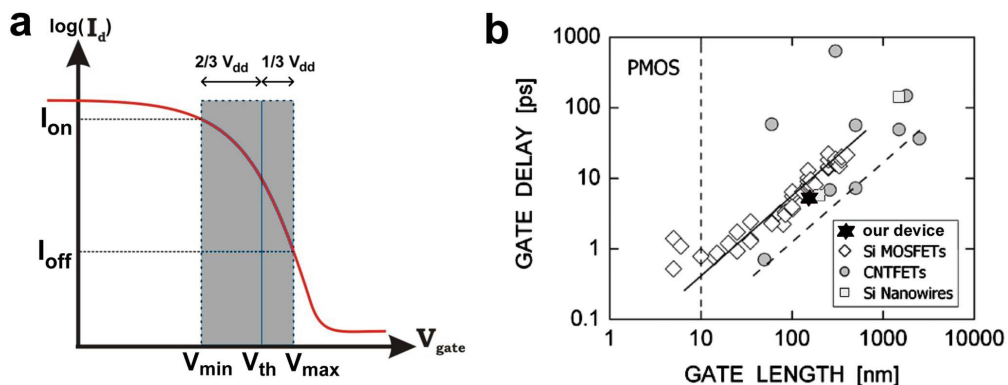 a
log(I_d)
2/3 V_dd 1/3 V_dd
I_on
I_off
V_min V_th V_max
V_gate
b
GATE DELAY [ps]
1000
100
10
1
0.1
PMOS
our device
Si MOSFETs
CNTFETs
Si Nanowires
1 10 100 1000 10000
GATE LENGTH [nm]